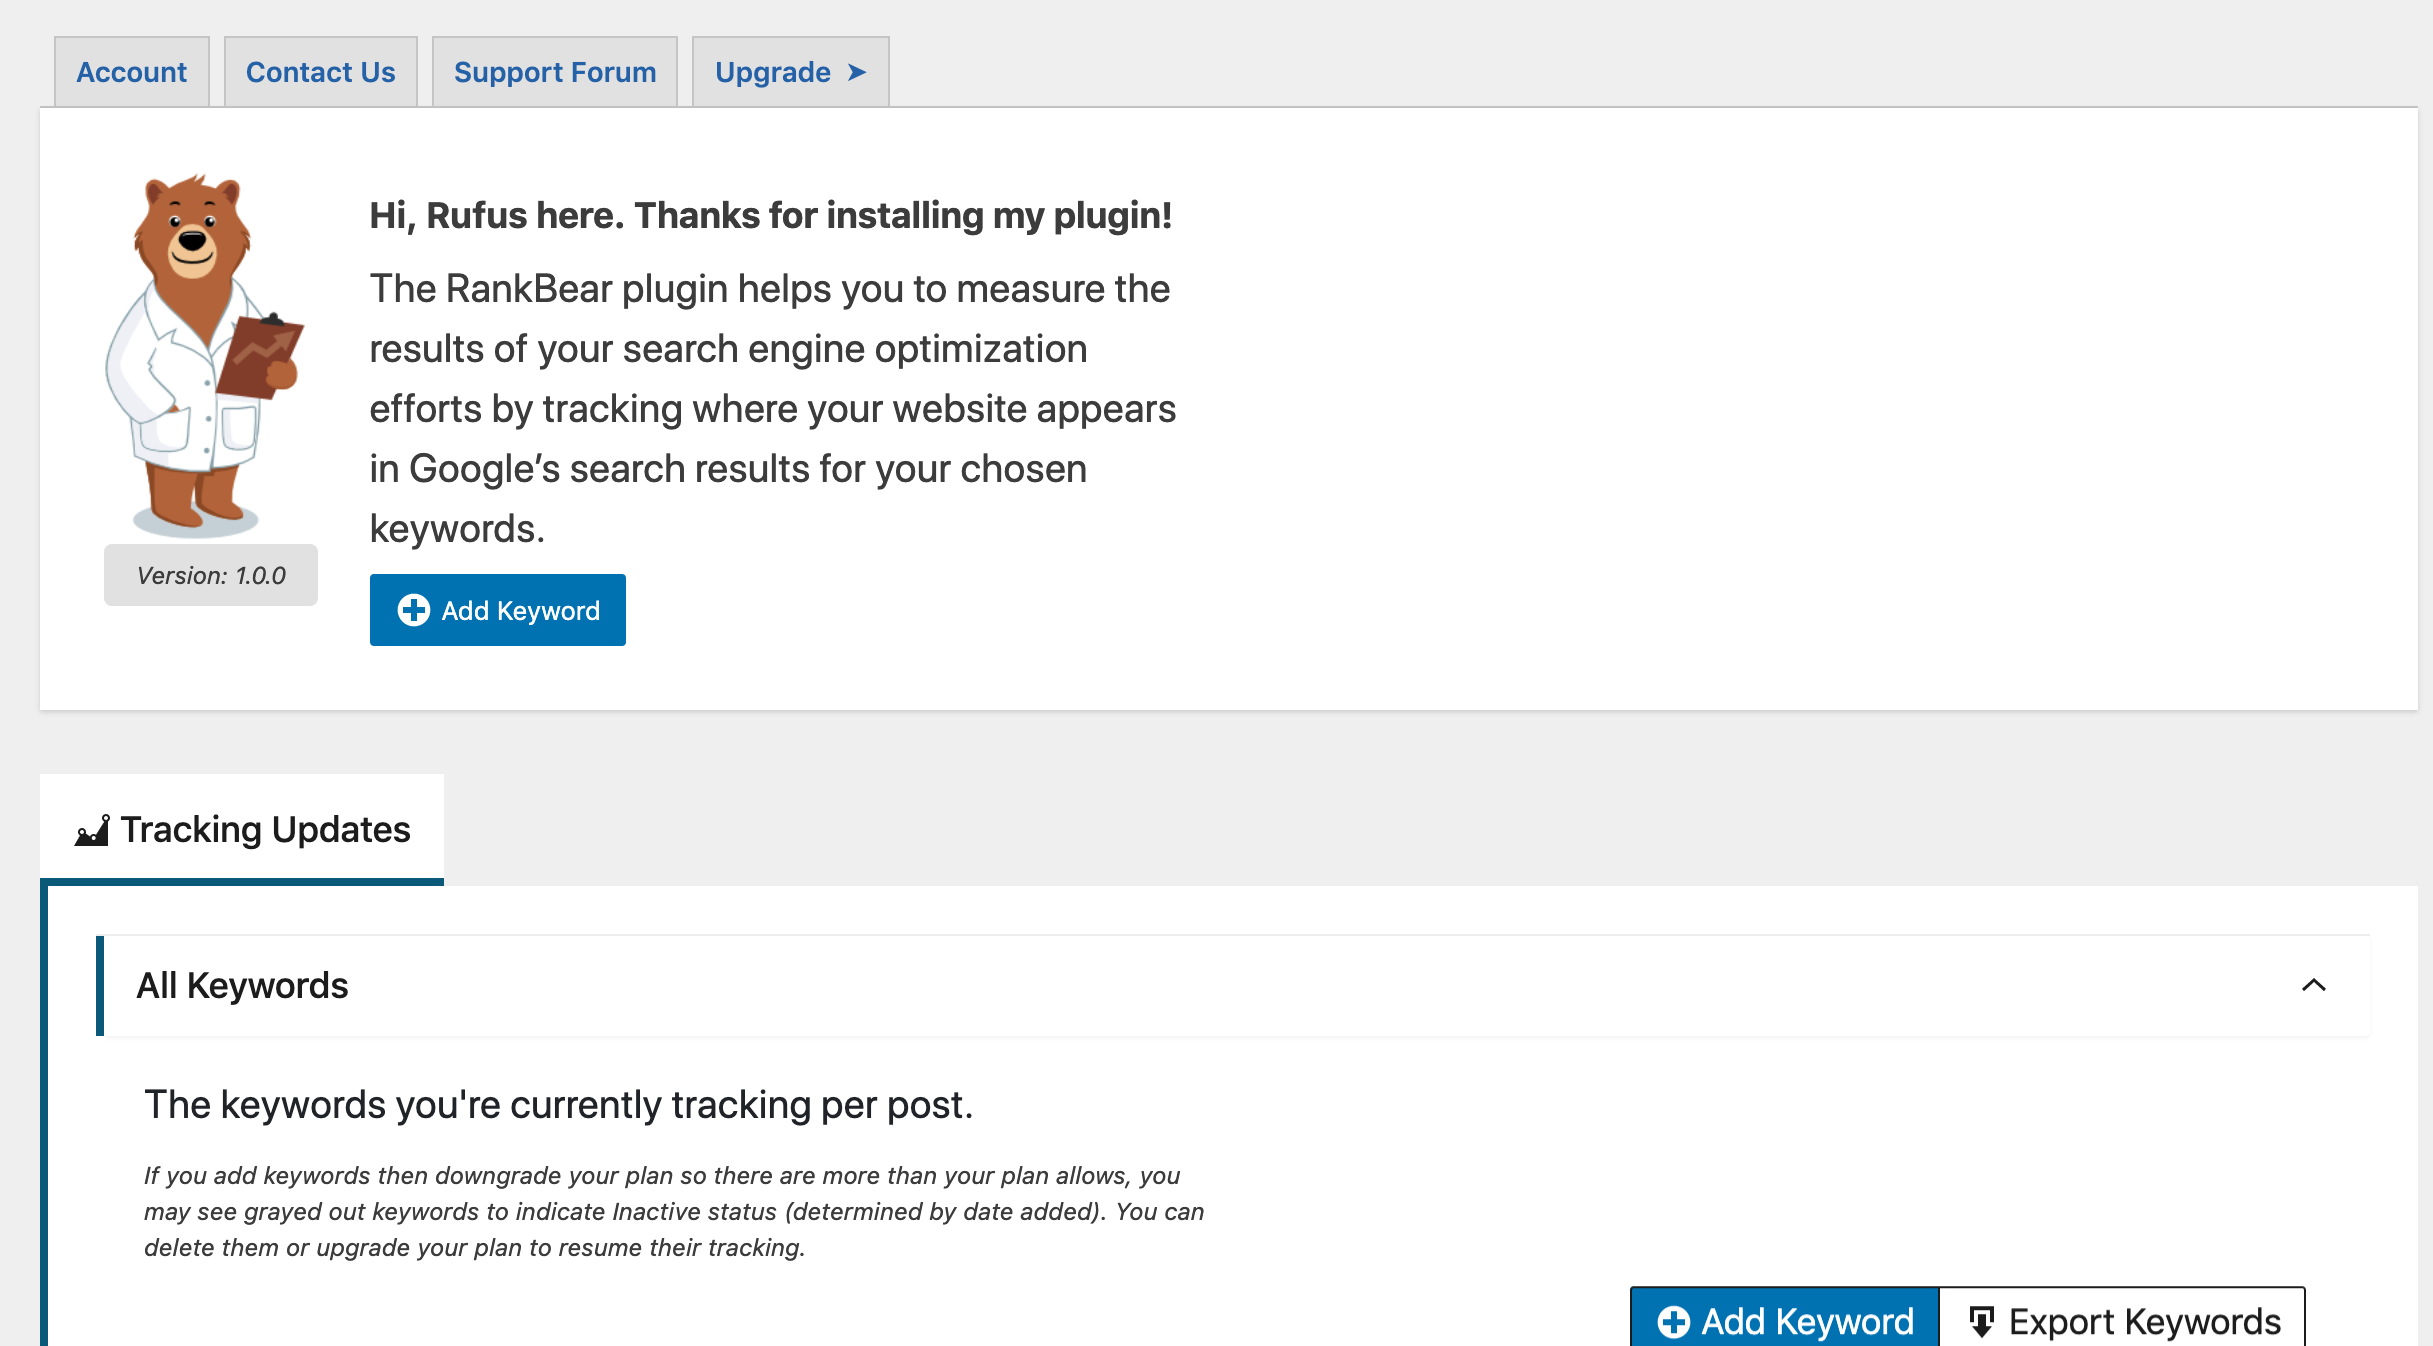 Account
Contact Us
Support Forum
Upgrade ➤
Hi, Rufus here. Thanks for installing my plugin!
The RankBear plugin helps you to measure the
results of your search engine optimization
efforts by tracking where your website appears
in Google’s search results for your chosen
keywords.
Version: 1.0.0
Add Keyword
Tracking Updates
All Keywords
The keywords you're currently tracking per post.
If you add keywords then downgrade your plan so there are more than your plan allows, you
may see grayed out keywords to indicate Inactive status (determined by date added). You can
delete them or upgrade your plan to resume their tracking.
Add Keyword
Export Keywords